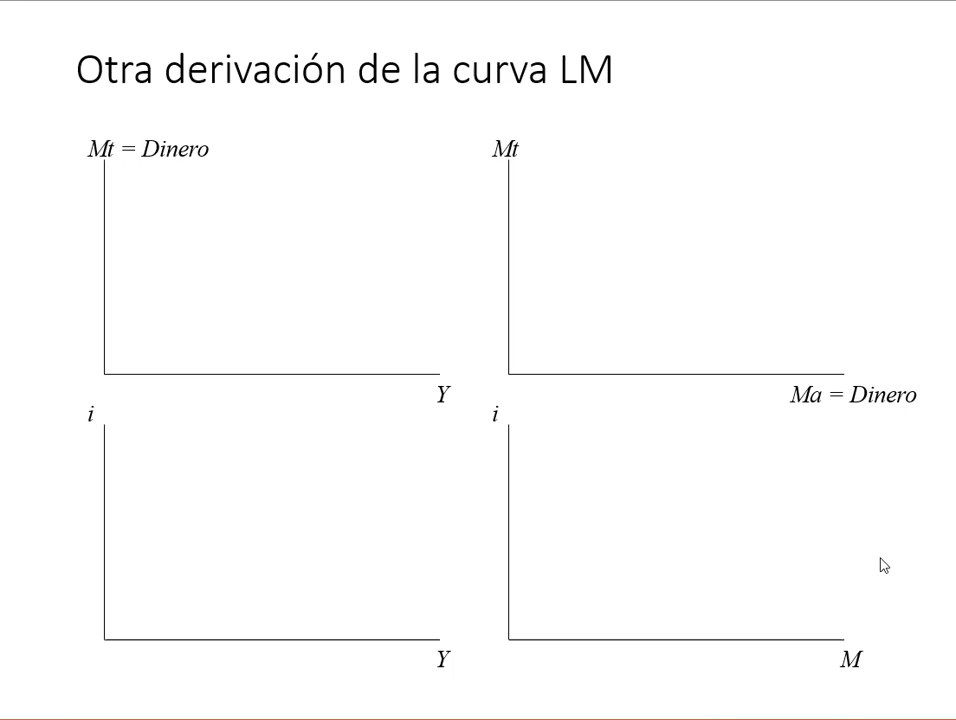 Otra derivación de la curva LM
Mt = Dinero
Mt
Y
Ma = Dinero
i
i
Y
M